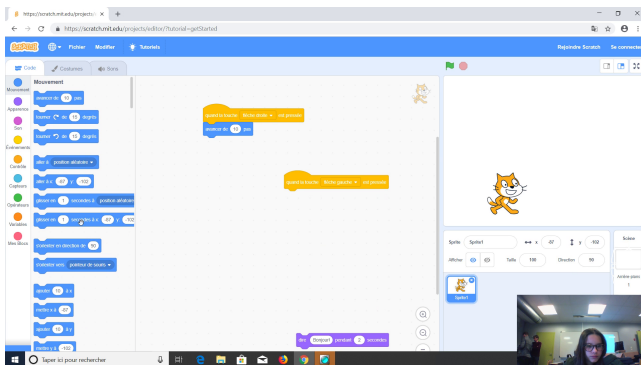 https://scratch.mit.edu/projects
https://scratch.mit.edu/projects/editor/?tutorial=getStarted
SCRATCH
Fichier
Modifier
Tutoriels
Rejoindre Scratch
Se connecter
Code
Costumes
Sons
Mouvement
Mouvement
Apparence
Son
Événements
Contrôle
Capteurs
Opérateurs
Variables
Mes Blocs
avancer de 10 pas
tourner de 15 degrés
tourner de 15 degrés
aller à position aléatoire
aller à x -87 y -102
glisser en 1 secondes à position aléatoire
glisser en 1 secondes à x -87 y -102
s'orienter en direction de 90
s'orienter vers pointeur de souris
ajouter 10 à x
mettre x à -87
ajouter 10 à y
mettre y à -102
quand la touche flèche droite est pressée
avancer de 10 pas
quand la touche flèche gauche est pressée
dire Bonjour! pendant 2 secondes
Sprite Sprite1 x -87 y -102
Afficher Taille 100 Direction 90
Sprite1
Scène
Arrière-plans
1
Taper ici pour rechercher